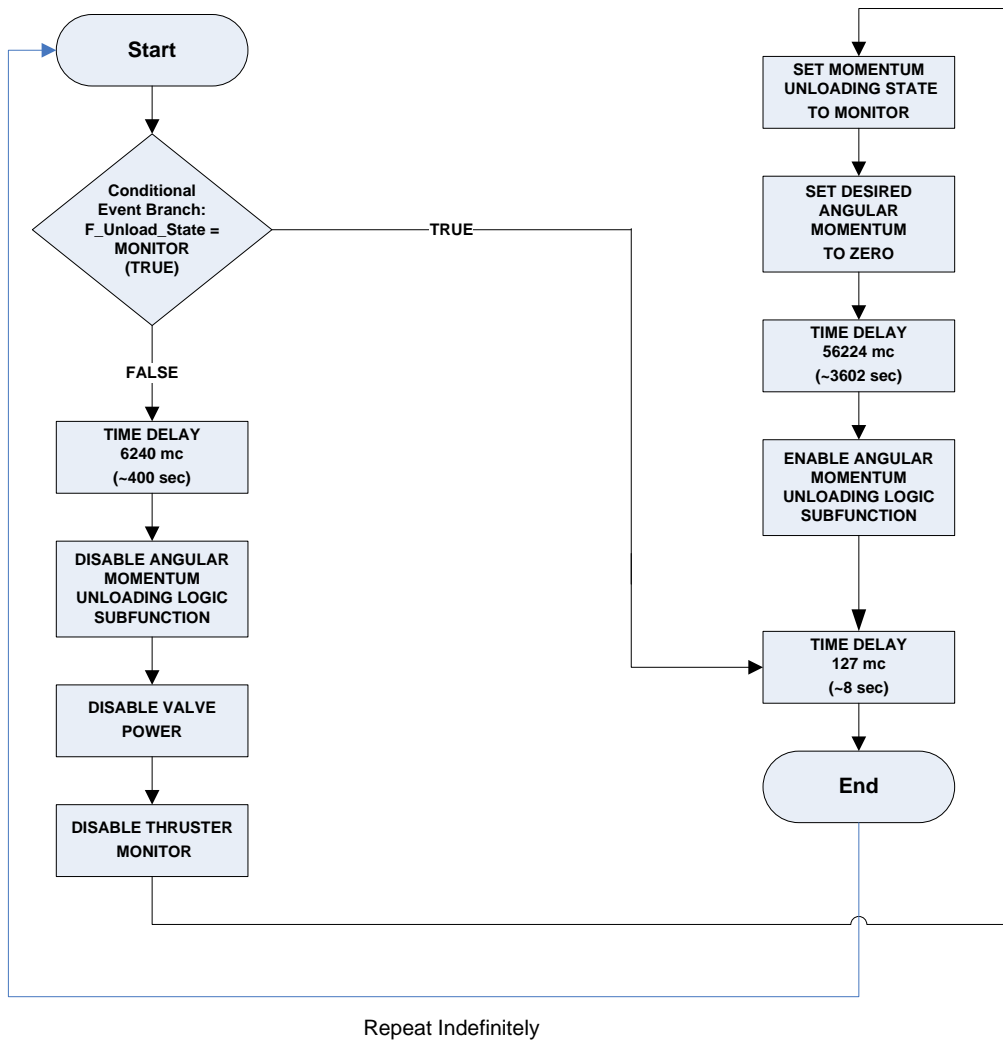 Start
Conditional
Event Branch:
F_Unload_State =
MONITOR
(TRUE)
TRUE
FALSE
TIME DELAY
6240 mc
(~400 sec)
DISABLE ANGULAR
MOMENTUM
UNLOADING LOGIC
SUBFUNCTION
DISABLE VALVE
POWER
DISABLE THRUSTER
MONITOR
SET MOMENTUM
UNLOADING STATE
TO MONITOR
SET DESIRED
ANGULAR
MOMENTUM
TO ZERO
TIME DELAY
56224 mc
(~3602 sec)
ENABLE ANGULAR
MOMENTUM
UNLOADING LOGIC
SUBFUNCTION
TIME DELAY
127 mc
(~8 sec)
End
Repeat Indefinitely